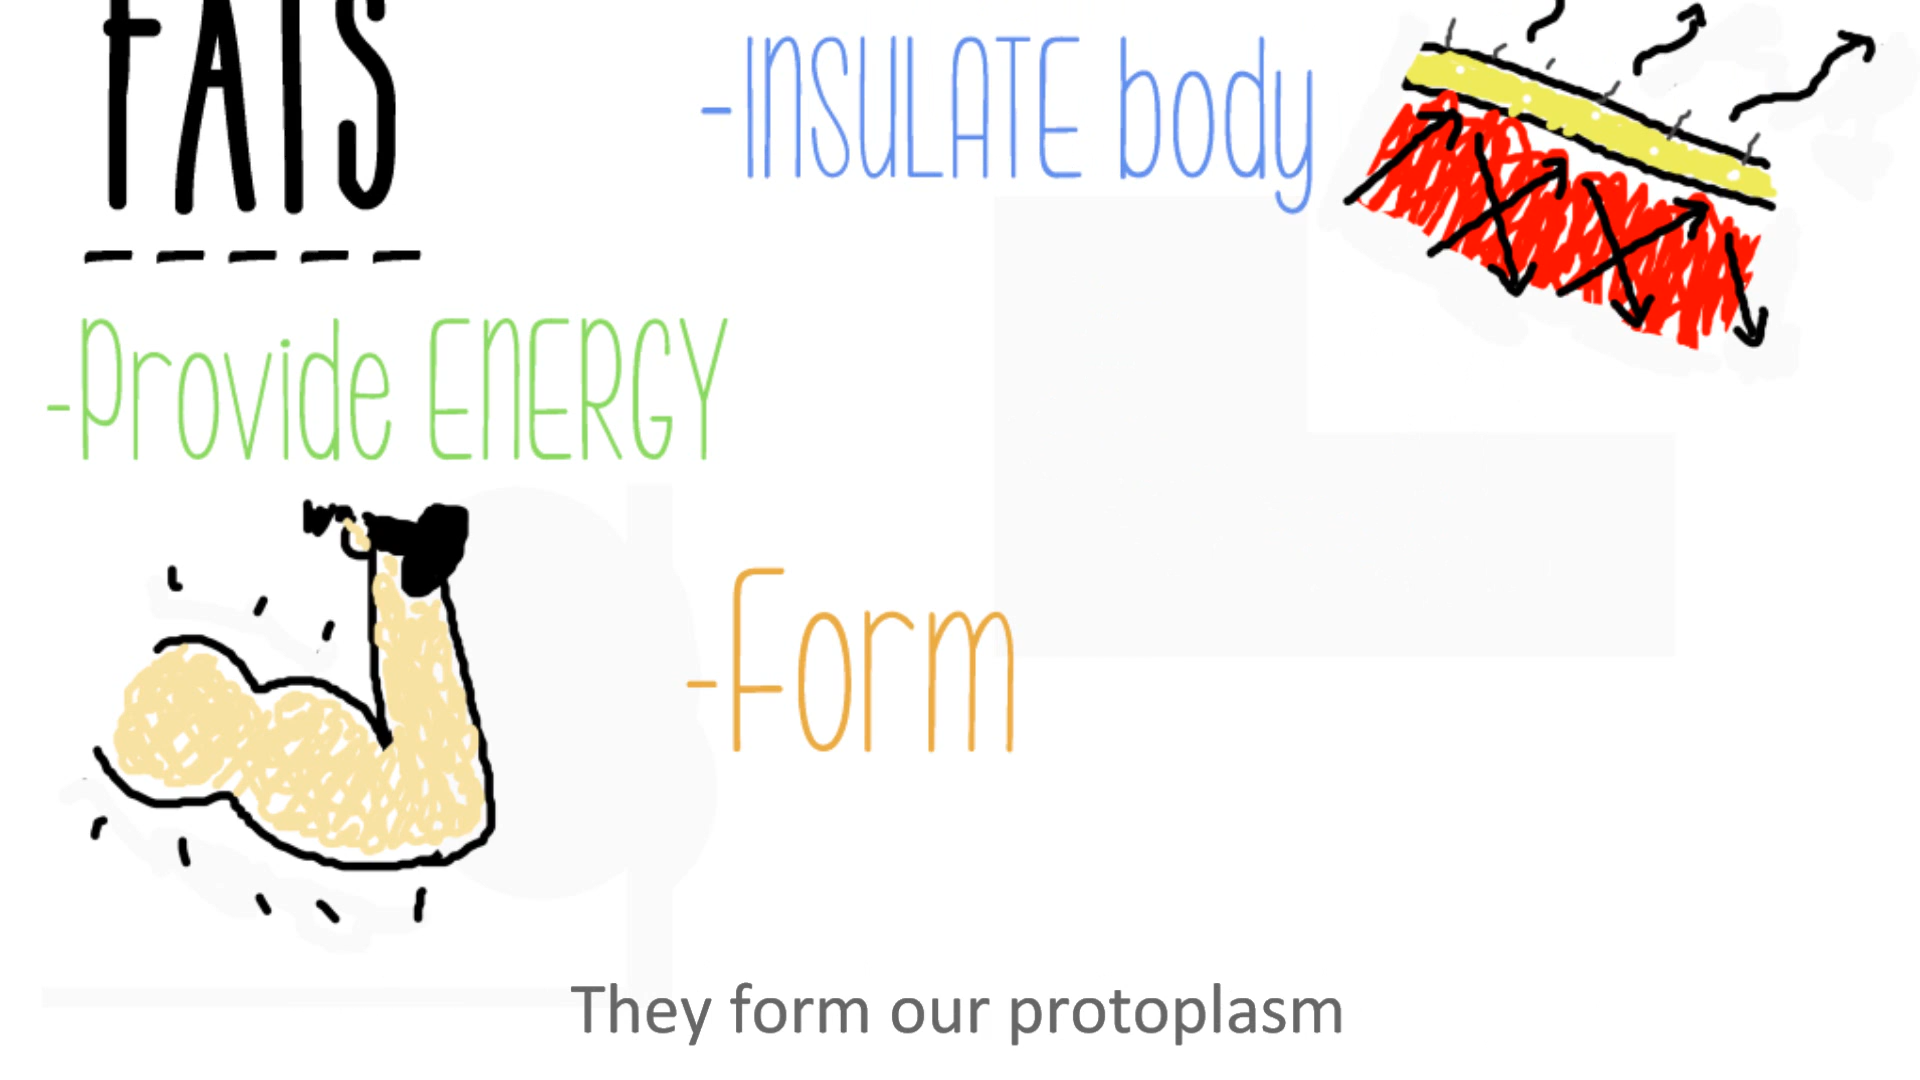 FATS
-Provide ENERGY
-INSULATE body
-Form
They form our protoplasm